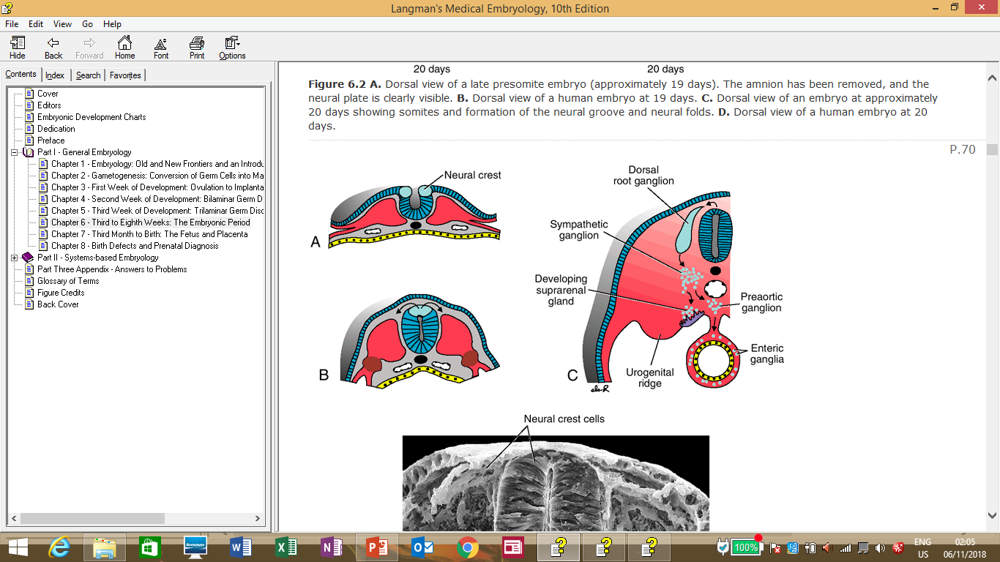 Langman's Medical Embryology, 10th Edition
File Edit View Go Help
Hide Back Forward Home Font Print Options
Contents Index Search Favorites
Cover
Editors
Embryonic Development Charts
Dedication
Preface
Part I - General Embryology
Chapter 1 - Embryology: Old and New Frontiers and an Introdu
Chapter 2 - Gametogenesis: Conversion of Germ Cells into Ma
Chapter 3 - First Week of Development: Ovulation to Implanta
Chapter 4 - Second Week of Development: Bilaminar Germ D
Chapter 5 - Third Week of Development: Trilaminar Germ Disc
Chapter 6 - Third to Eighth Weeks: The Embryonic Period
Chapter 7 - Third Month to Birth: The Fetus and Placenta
Chapter 8 - Birth Defects and Prenatal Diagnosis
Part II - Systems-based Embryology
Part Three Appendix - Answers to Problems
Glossary of Terms
Figure Credits
Back Cover
20 days 20 days
Figure 6.2 A. Dorsal view of a late presomite embryo (approximately 19 days). The amnion has been removed, and the
neural plate is clearly visible. B. Dorsal view of a human embryo at 19 days. C. Dorsal view of an embryo at approximately
20 days showing somites and formation of the neural groove and neural folds. D. Dorsal view of a human embryo at 20
days.
P.70
Neural crest
A
B
Dorsal
root ganglion
Sympathetic
ganglion
Developing
suprarenal
gland
Preaortic
ganglion
Enteric
ganglia
Urogenital
ridge
C
Neural crest cells
lenovo
100%
ENG
US
02:05
06/11/2018